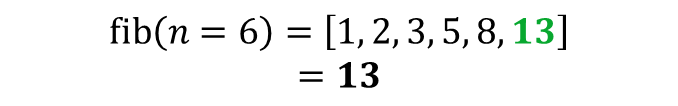 fib(n = 6) = [1, 2, 3, 5, 8, 13]
= 13